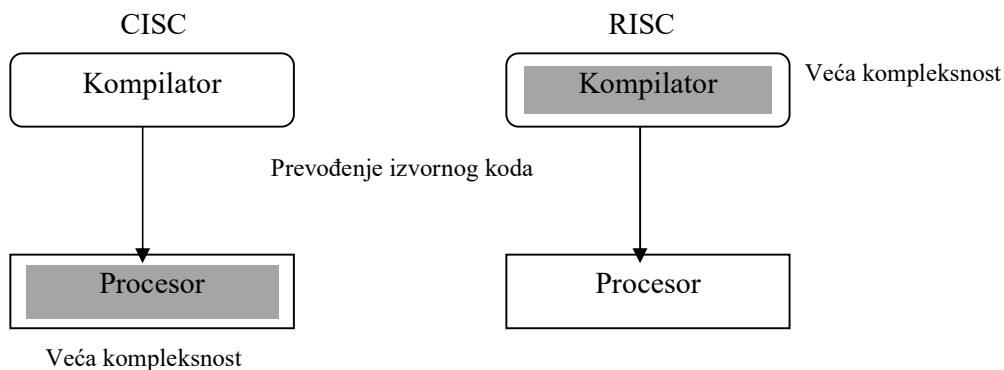 CISC
RISC
Kompilator
Kompilator
Veća kompleksnost
Prevođenje izvornog koda
Procesor
Procesor
Veća kompleksnost